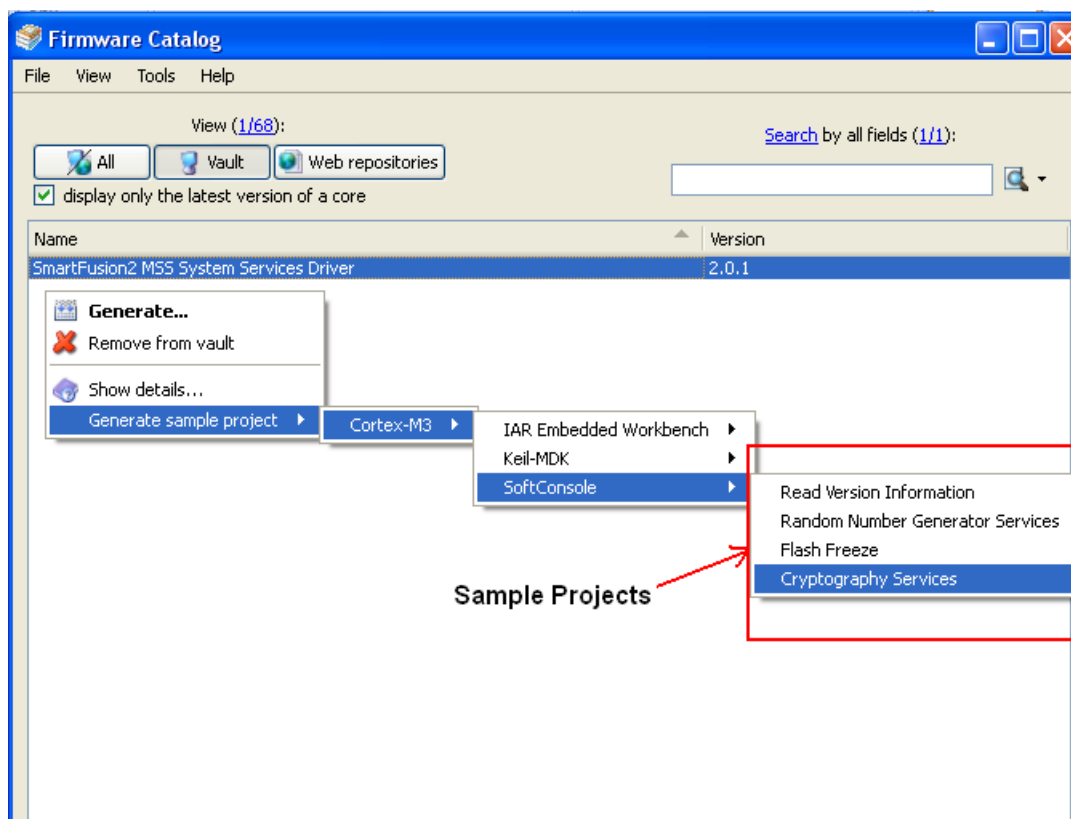 Firmware Catalog
File View Tools Help
View (1/68):
Search by all fields (1/1):
All Vault Web repositories
display only the latest version of a core
Name Version
SmartFusion2 MSS System Services Driver 2.0.1
Generate...
Remove from vault
Show details...
Generate sample project
Cortex-M3
IAR Embedded Workbench
Keil-MDK
SoftConsole
Read Version Information
Random Number Generator Services
Flash Freeze
Cryptography Services
Sample Projects